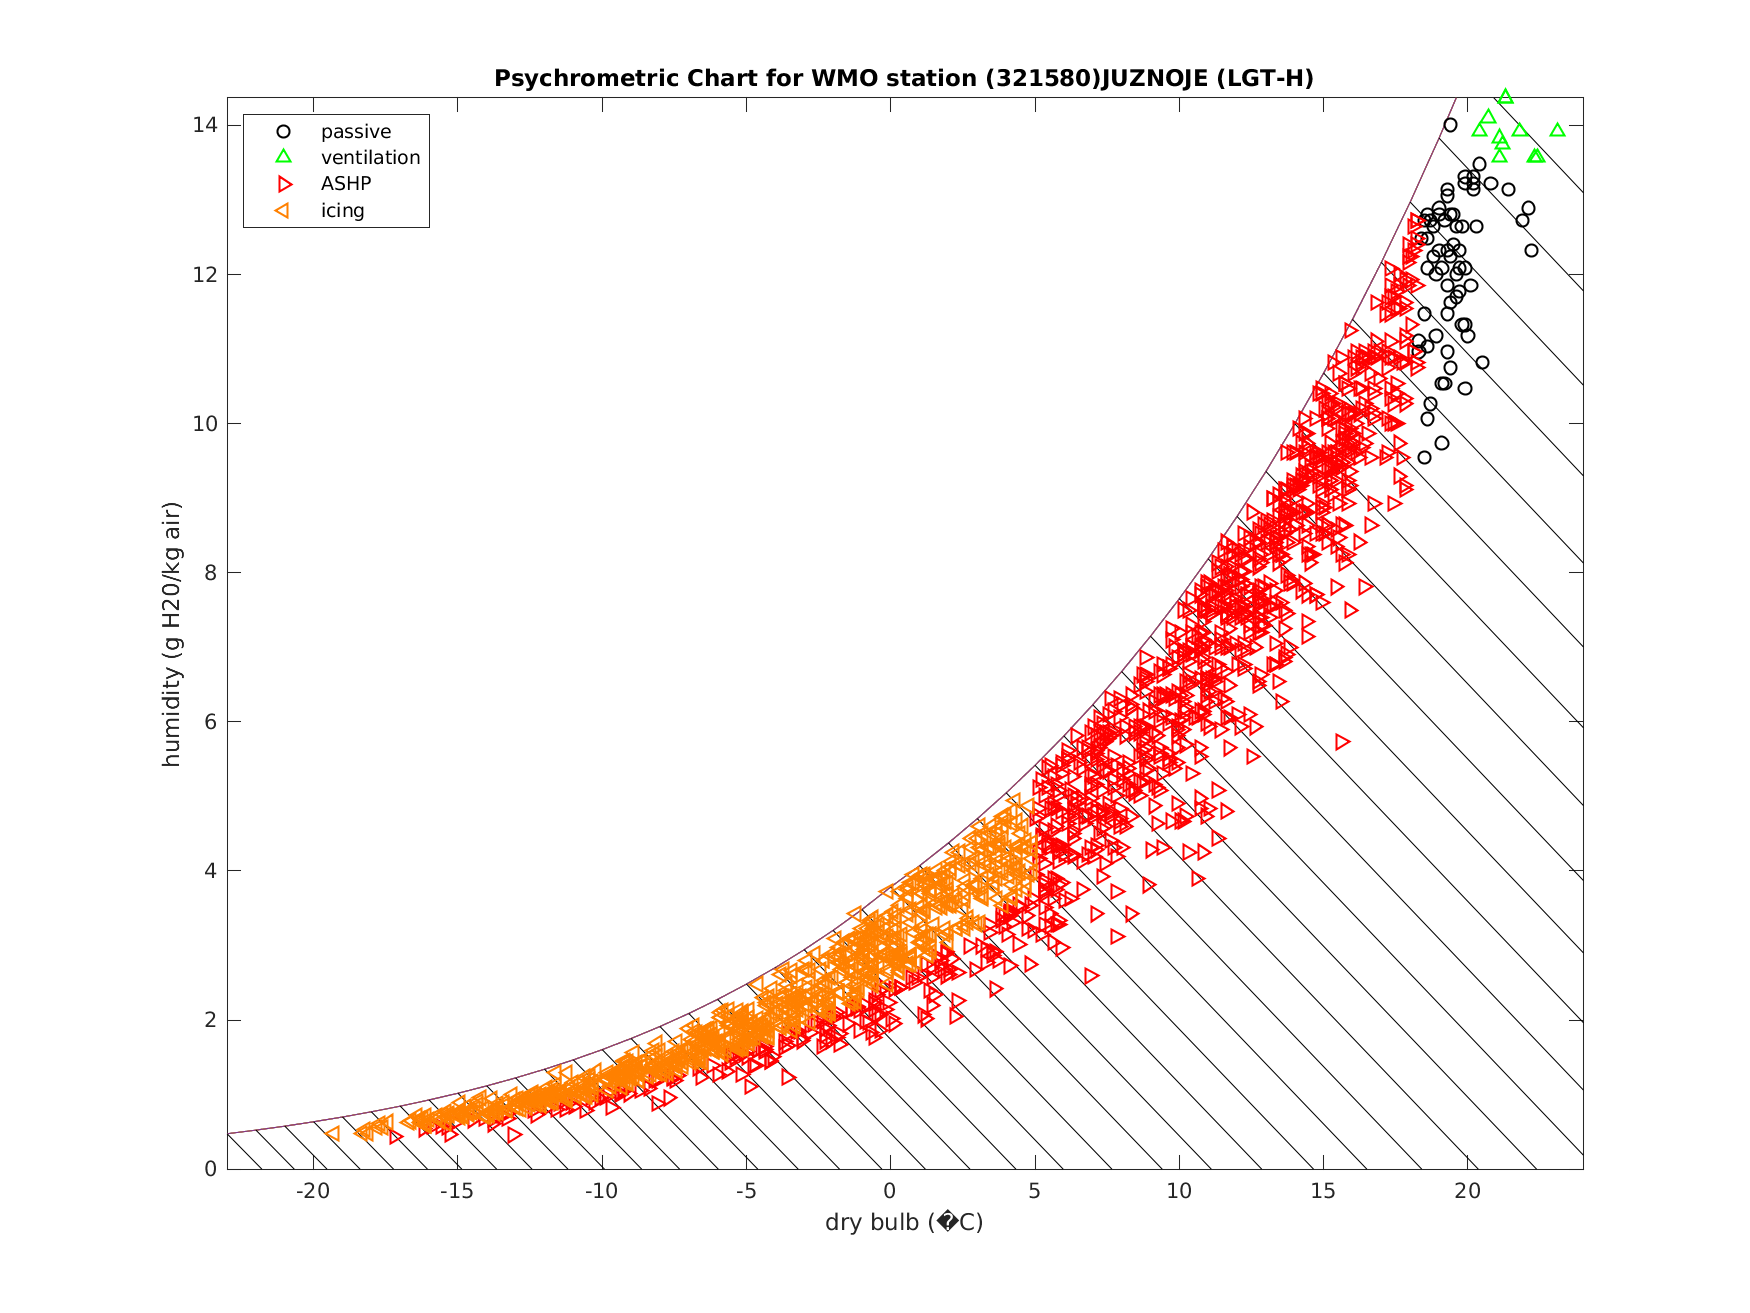 Psychrometric Chart for WMO station (321580)JUZNOJE (LGT-H)
passive
ventilation
ASHP
icing
humidity (g H20/kg air)
14
12
10
8
6
4
2
0
-20 -15 -10 -5 0 5 10 15 20
dry bulb (�C)